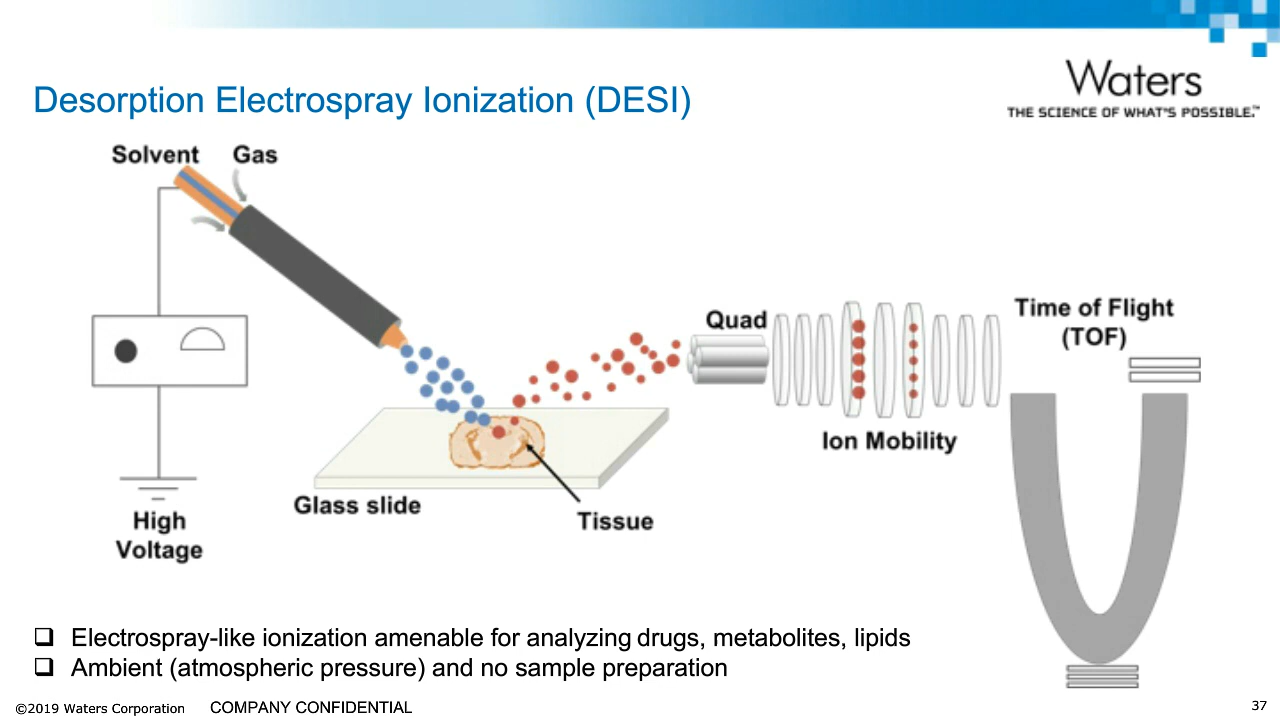 Waters
THE SCIENCE OF WHAT'S POSSIBLE.™
Desorption Electrospray Ionization (DESI)
Solvent
Gas
High
Voltage
Glass slide
Tissue
Quad
Ion Mobility
Time of Flight
(TOF)
❑ Electrospray-like ionization amenable for analyzing drugs, metabolites, lipids
❑ Ambient (atmospheric pressure) and no sample preparation
©2019 Waters Corporation COMPANY CONFIDENTIAL
37